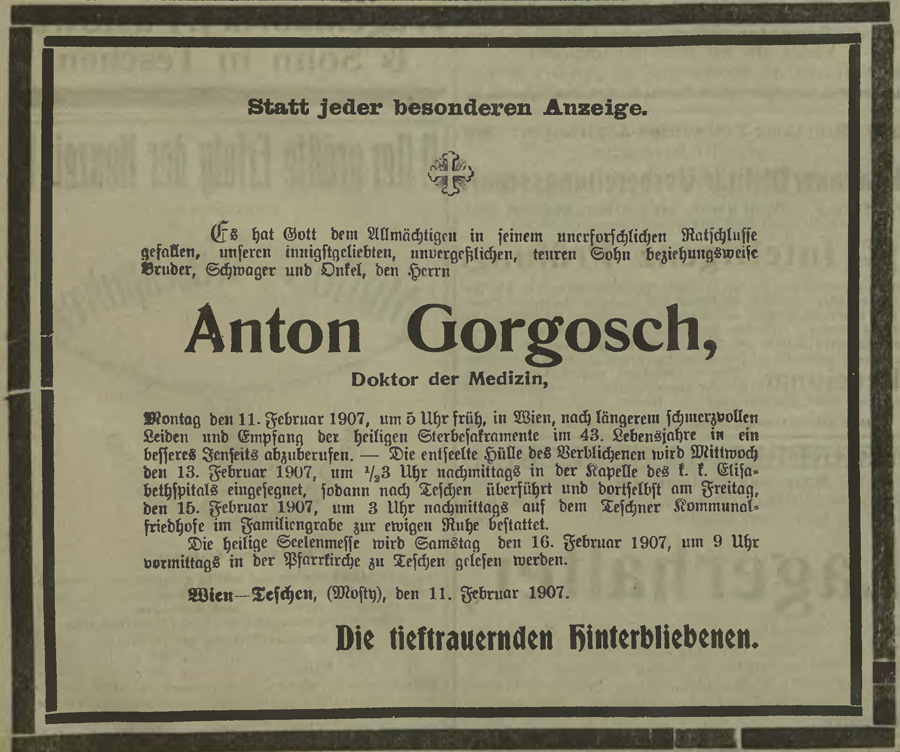 Statt jeder besonderen Anzeige.
Es hat Gott dem Allmächtigen in seinem unerforschlichen Ratschlusse
gefallen, unseren innigstgeliebten, unvergeßlichen, teuren Sohn beziehungsweise
Bruder, Schwager und Onkel, den Herrn
Anton Gorgosch,
Doktor der Medizin,
Montag den 11. Februar 1907, um 5 Uhr früh, in Wien, nach längerem schmerzvollen
Leiden und Empfang der heiligen Sterbesakramente im 43. Lebensjahre in ein
besseres Jenseits abzuberufen. — Die entseelte Hülle des Verblichenen wird Mittwoch
den 13. Februar 1907, um 1/23 Uhr nachmittags in der Kapelle des k. k. Elisa-
bethspitals eingesegnet, sodann nach Teschen überführt und dortselbst am Freitag,
den 15. Februar 1907, um 3 Uhr nachmittags auf dem Teschner Kommunal-
friedhofe im Familiengrabe zur ewigen Ruhe bestattet.
Die heilige Seelenmesse wird Samstag den 16. Februar 1907, um 9 Uhr
vormittags in der Pfarrkirche zu Teschen gelesen werden.
Wien—Teschen, (Mosty), den 11. Februar 1907.
Die tieftrauernden Hinterbliebenen.